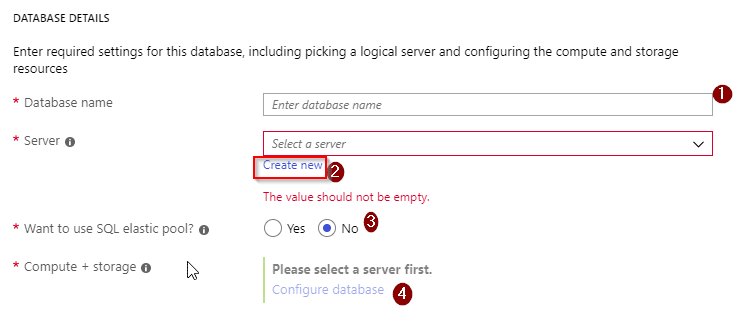 DATABASE DETAILS
Enter required settings for this database, including picking a logical server and configuring the compute and storage
resources
* Database name
Enter database name
1
* Server
Select a server
Create new
2
The value should not be empty.
* Want to use SQL elastic pool?
Yes
No
3
* Compute + storage
Please select a server first.
Configure database
4